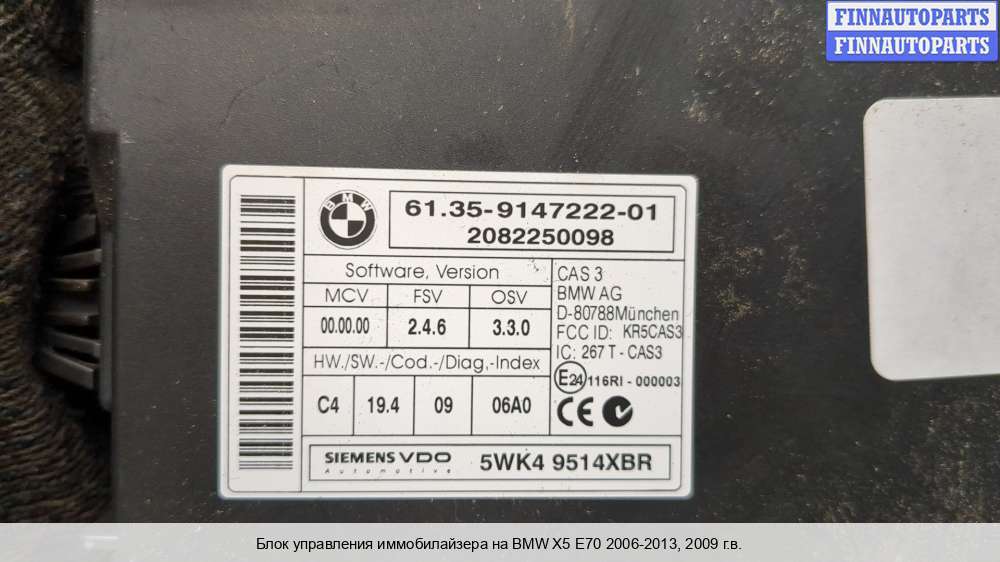 FINNAUTOPARTS
FINNAUTOPARTS
BMW
61.35-9147222-01
2082250098
Software, Version
MCV FSV OSV
00.00.00 2.4.6 3.3.0
HW./SW.-/Cod.-/Diag.-Index
C4 19.4 09 06A0
CAS 3
BMW AG
D-80788München
FCC ID: KR5CAS3
IC: 267 T - CAS3
E24 116RI - 000003
CE
SIEMENS VDO
Automotive
5WK4 9514XBR
Блок управления иммобилайзера на BMW X5 E70 2006-2013, 2009 г.в.